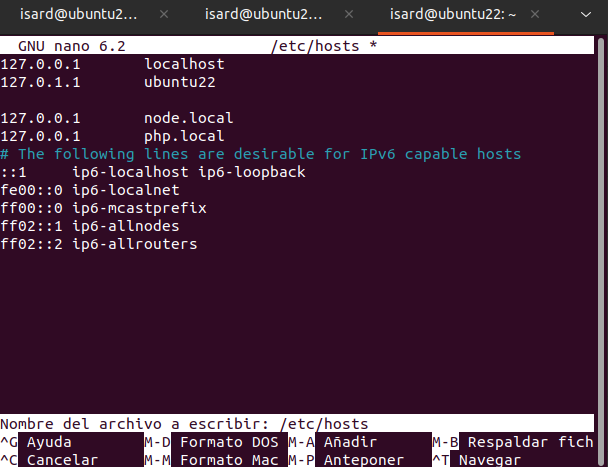 isard@ubuntu2... × isard@ubuntu2... × isard@ubuntu22: ~ ×
GNU nano 6.2 /etc/hosts *
127.0.0.1 localhost
127.0.1.1 ubuntu22
127.0.0.1 node.local
127.0.0.1 php.local
# The following lines are desirable for IPv6 capable hosts
::1 ip6-localhost ip6-loopback
fe00::0 ip6-localnet
ff00::0 ip6-mcastprefix
ff02::1 ip6-allnodes
ff02::2 ip6-allrouters
Nombre del archivo a escribir: /etc/hosts
^G Ayuda M-D Formato DOS M-A Añadir M-B Respaldar fich
^C Cancelar M-M Formato Mac M-P Anteponer ^T Navegar